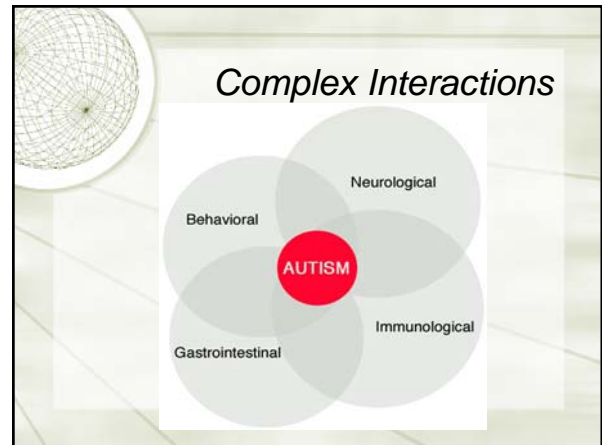 Complex Interactions
Neurological
Behavioral
AUTISM
Immunological
Gastrointestinal